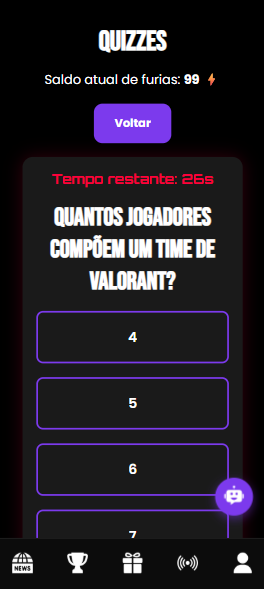 QUIZZES
Saldo atual de furias: 99
Voltar
Tempo restante: 26s
QUANTOS JOGADORES
COMPÕEM UM TIME DE
VALORANT?
4
5
6
7
NEWS